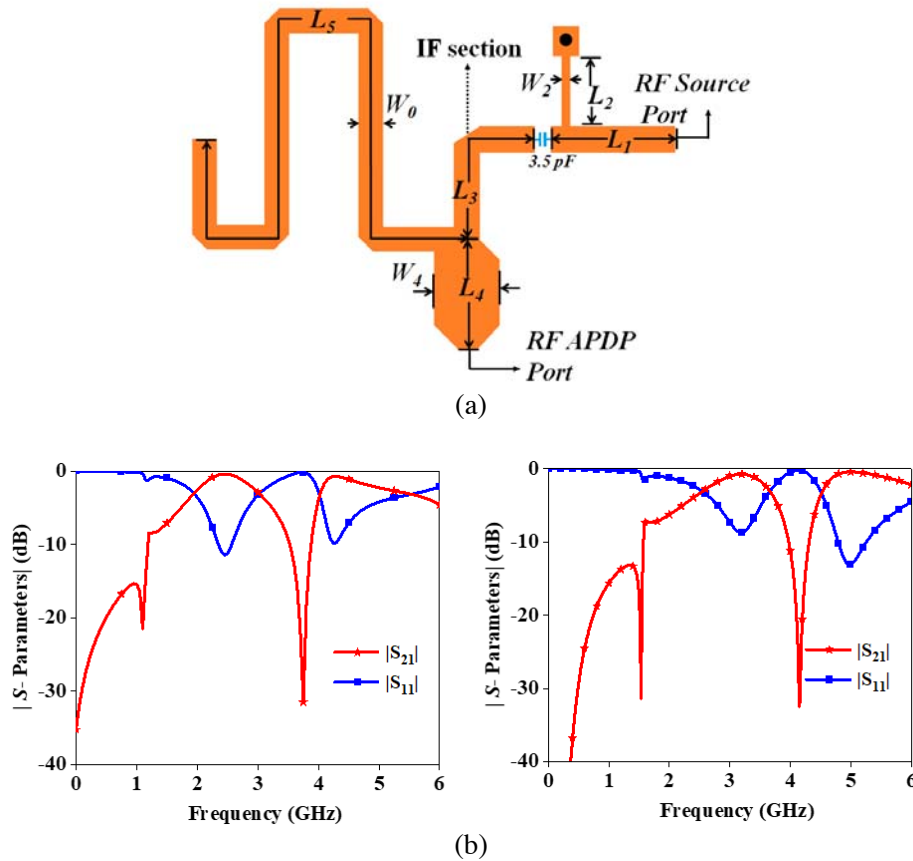 L5
IF section
W0
W2
L2
RF Source
Port
L1
3.5 pF
L3
W4
L4
RF APDP
Port
(a)
0
-10
-20
-30
-40
0 1 2 3 4 5 6
|S- Parameters| (dB)
Frequency (GHz)
|S21|
|S11|
0
-10
-20
-30
-40
0 1 2 3 4 5 6
|S- Parameters| (dB)
Frequency (GHz)
|S21|
|S11|
(b)